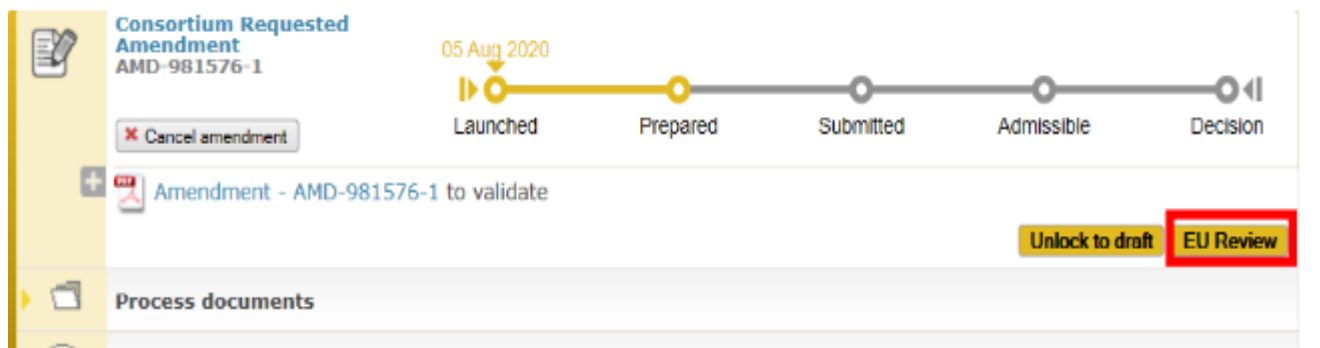 Consortium Requested
Amendment
AMD-981576-1
05 Aug 2020
Launched Prepared Submitted Admissible Decision
Cancel amendment
PDF
Amendment - AMD-981576-1 to validate
Unlock to draft EU Review
Process documents